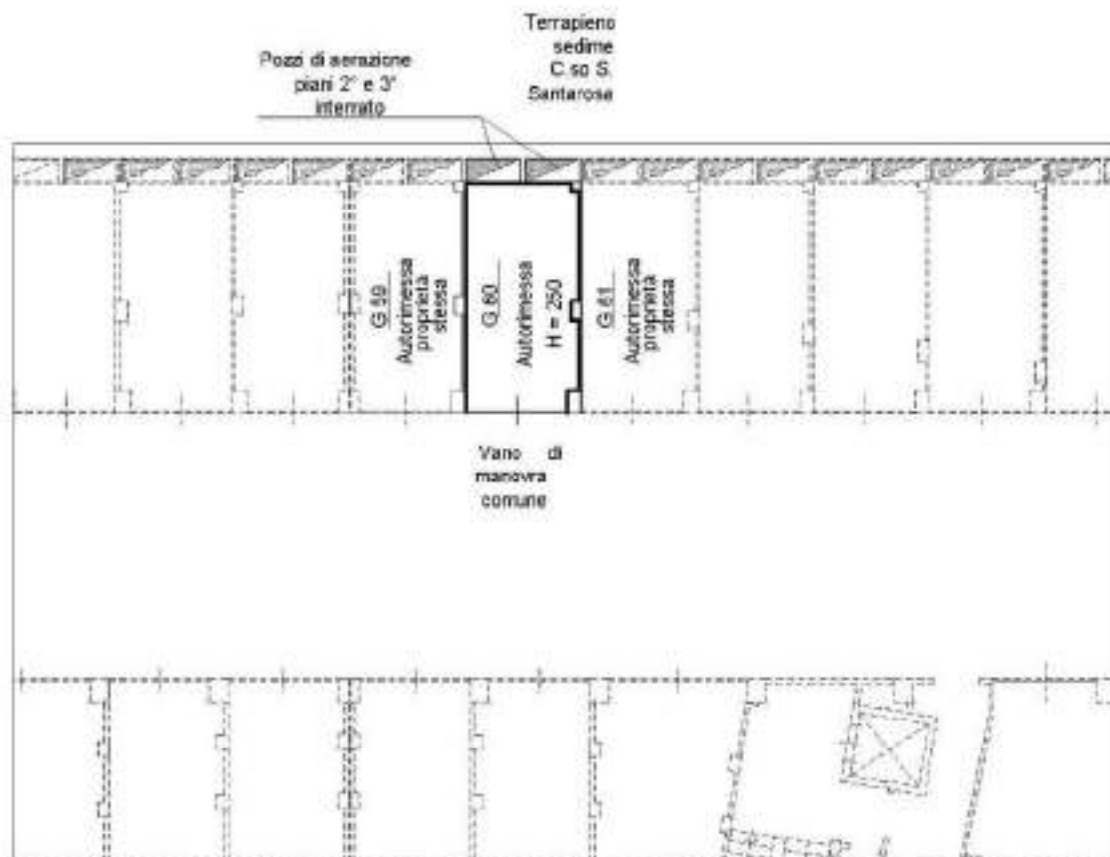 Terrapieno
sedime
C.so S.
Santarosa
Pozzi di aerazione
piani 2° e 3°
interrato
G 59
Autorimessa
proprietà
stessa
G 60
Autorimessa
H = 250
G 61
Autorimessa
propretà
stessa
Vano di
manovra
comune